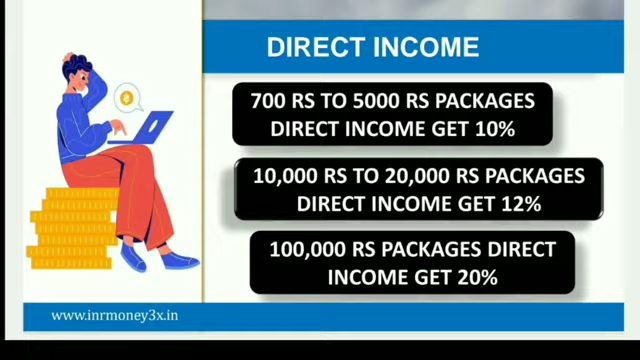 DIRECT INCOME
700 RS TO 5000 RS PACKAGES
DIRECT INCOME GET 10%
10,000 RS TO 20,000 RS PACKAGES
DIRECT INCOME GET 12%
100,000 RS PACKAGES DIRECT
INCOME GET 20%
www.inrmoney3x.in